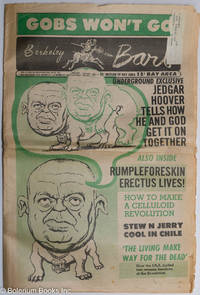 GOBS WON'T GO
Berkeley Barb
15¢ BAY AREA
UNDERGROUND EXCLUSIVE
JEDGAR
HOOVER
TELLS HOW
HE AND GOD
GET IT ON
TOGETHER
ALSO INSIDE
RUMPLEFORESKIN
ERECTUS LIVES!
HOW TO MAKE
A CELLULOID
REVOLUTION
STEW N JERRY
COOL IN CHILE
'THE LIVING MAKE
WAY FOR THE DEAD'
© Bolerium Books Inc.